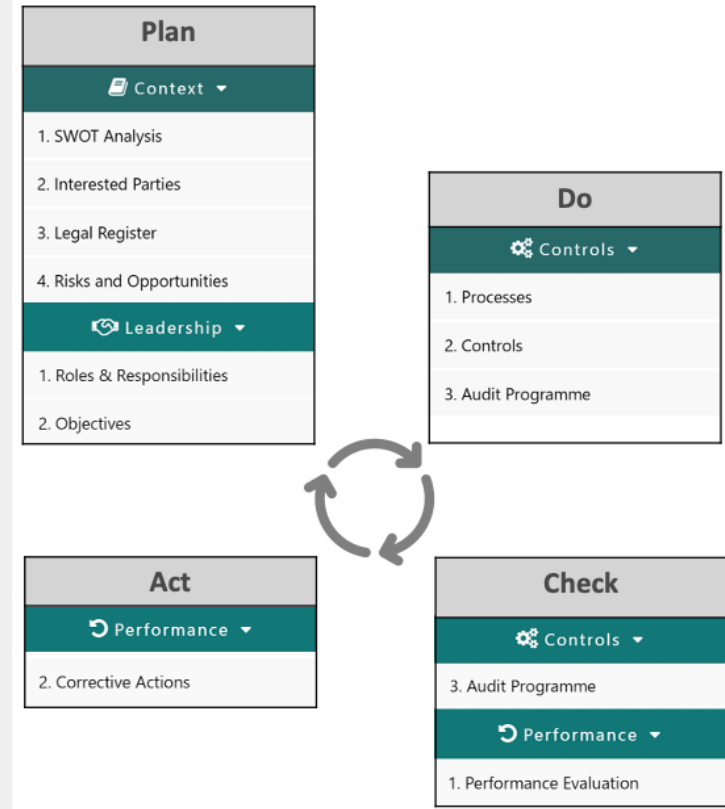 Plan
Context
1. SWOT Analysis
2. Interested Parties
3. Legal Register
4. Risks and Opportunities
Leadership
1. Roles & Responsibilities
2. Objectives
Do
Controls
1. Processes
2. Controls
3. Audit Programme
Act
Performance
2. Corrective Actions
Check
Controls
3. Audit Programme
Performance
1. Performance Evaluation